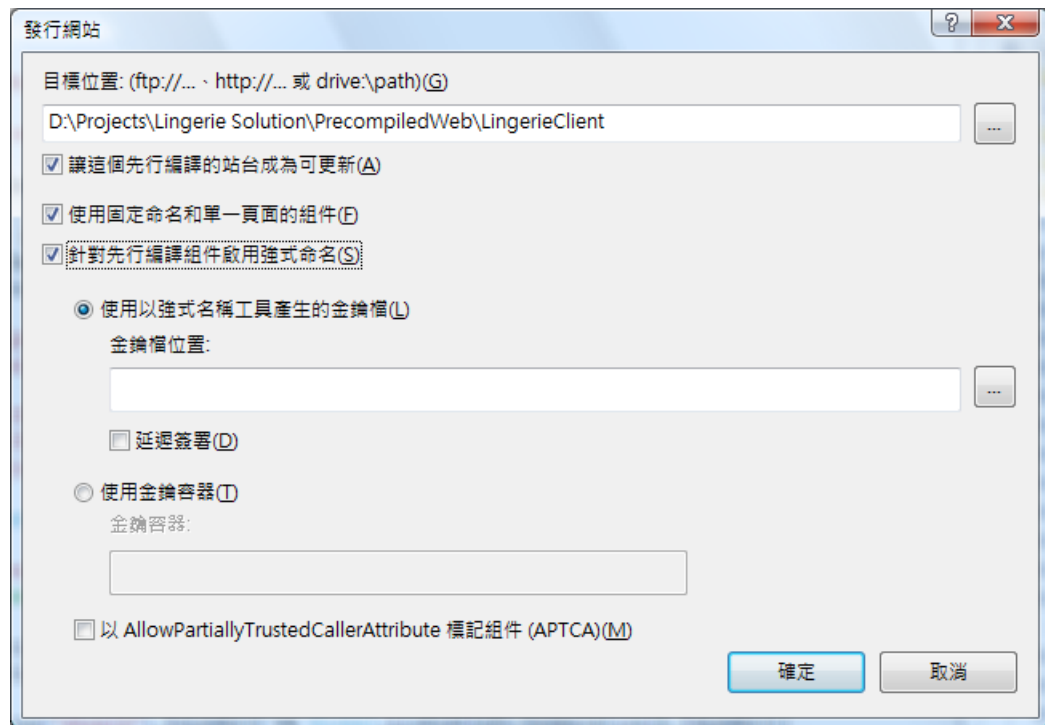 發行網站
目標位置: (ftp://...、http://... 或 drive:\path)(G)
D:\Projects\Lingerie Solution\PrecompiledWeb\LingerieClient
...
讓這個先行編譯的站台成為可更新(A)
使用固定命名和單一頁面的組件(F)
針對先行編譯組件啟用強式命名(S)
使用以強式名稱工具產生的金鑰檔(L)
金鑰檔位置:
...
延遲簽署(D)
使用金鑰容器(T)
金鑰容器:
以 AllowPartiallyTrustedCallerAttribute 標記組件 (APTCA)(M)
確定
取消